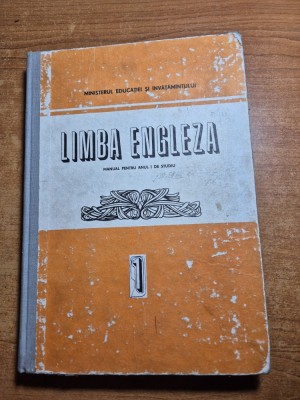 MINISTERUL EDUCAȚIEI ȘI ÎNVĂȚĂMÎNTULUI
LIMBA ENGLEZA
MANUAL PENTRU ANUL I DE STUDIU
1